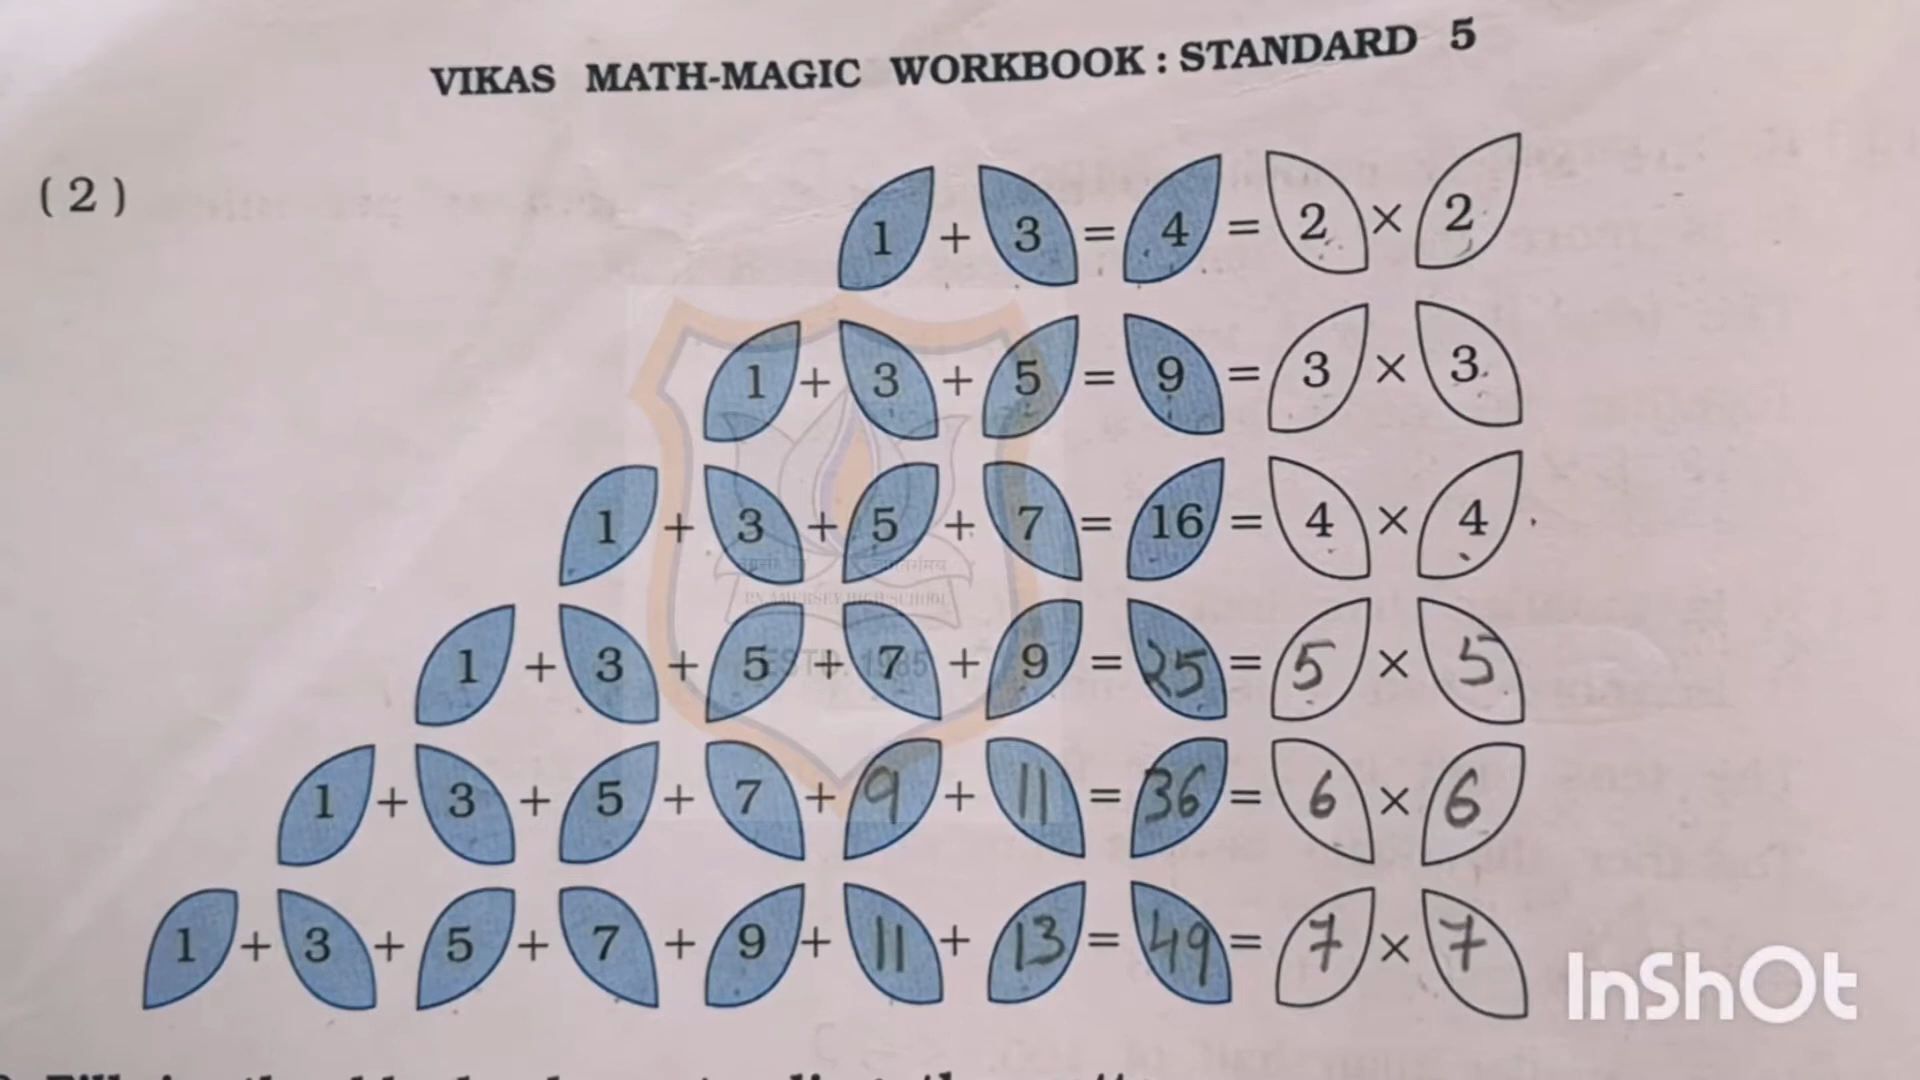 VIKAS MATH-MAGIC WORKBOOK : STANDARD 5
( 2 )
1 + 3 = 4 = 2 × 2
1 + 3 + 5 = 9 = 3 × 3
1 + 3 + 5 + 7 = 16 = 4 × 4
1 + 3 + 5 + 7 + 9 = 25 = 5 × 5
ESTD. 1985
1 + 3 + 5 + 7 + 9 + 11 = 36 = 6 × 6
1 + 3 + 5 + 7 + 9 + 11 + 13 = 49 = 7 × 7
InShOt